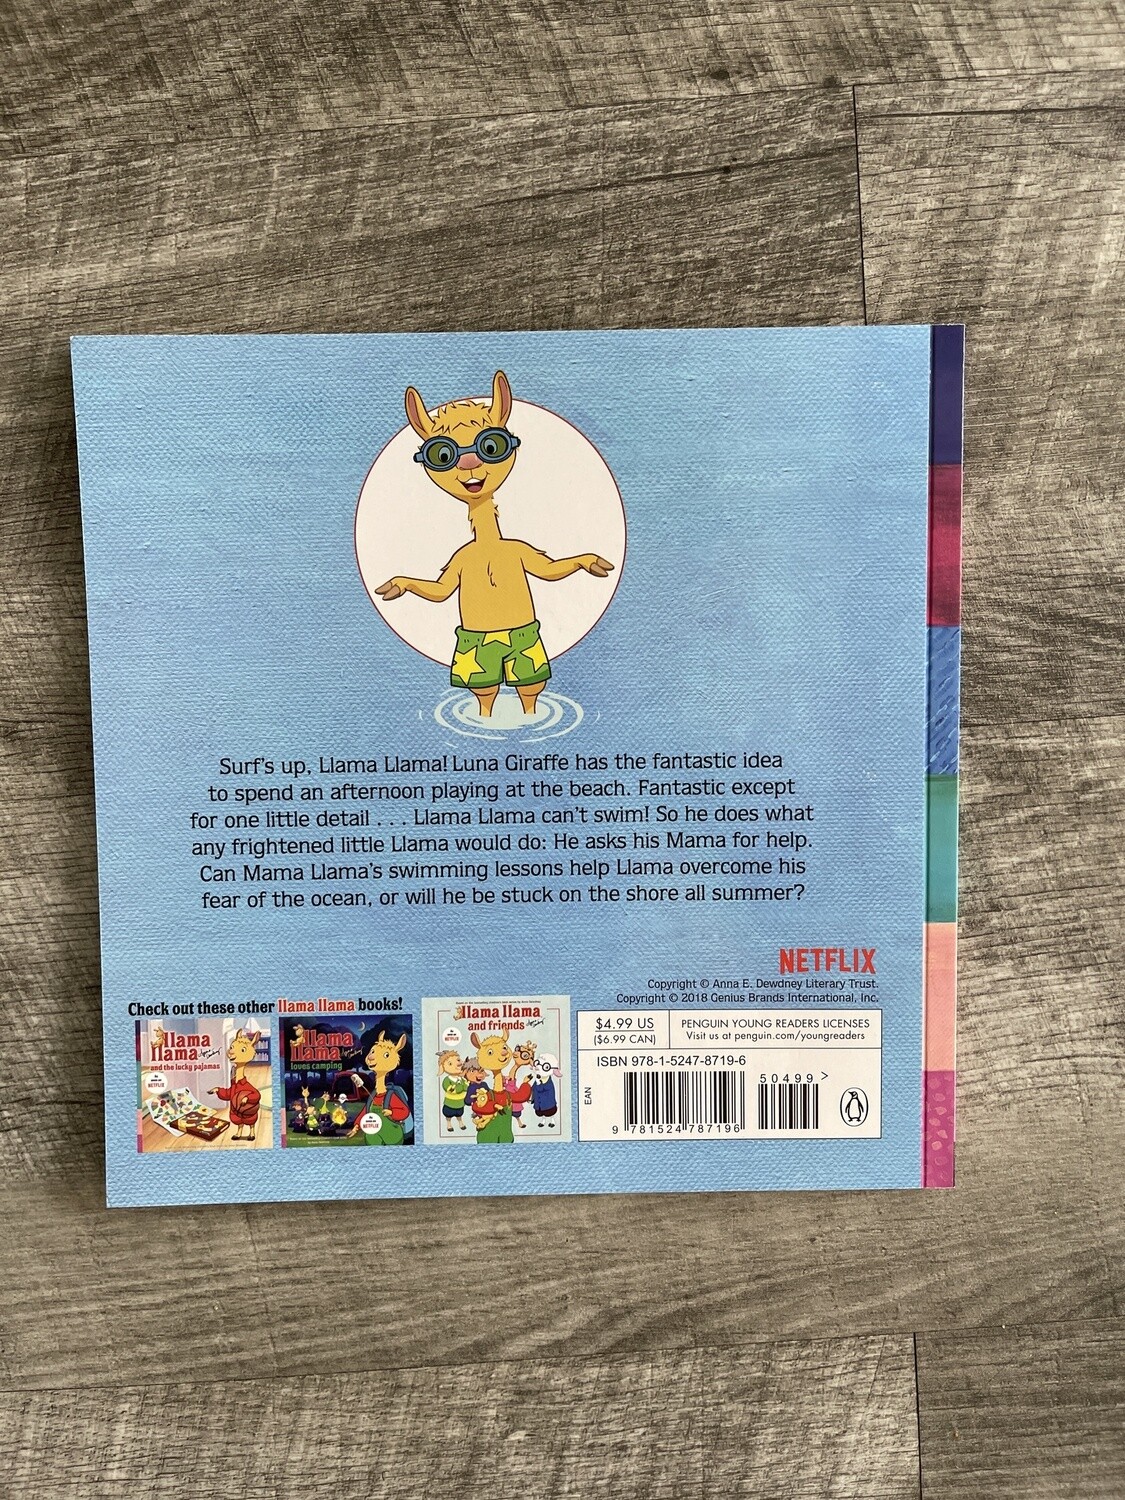 Surf's up, Llama Llama! Luna Giraffe has the fantastic idea
to spend an afternoon playing at the beach. Fantastic except
for one little detail . . . Llama Llama can't swim! So he does what
any frightened little Llama would do: He asks his Mama for help.
Can Mama Llama's swimming lessons help Llama overcome his
fear of the ocean, or will he be stuck on the shore all summer?
NETFLIX
Copyright © Anna E. Dewdney Literary Trust.
Copyright © 2018 Genius Brands International, Inc.
Check out these other llama llama books!
llama
llama
and the lucky pajamas
NETFLIX
llama
llama
loves camping
NETFLIX
llama llama
and friends
NETFLIX
$4.99 US
($6.99 CAN)
PENGUIN YOUNG READERS LICENSES
Visit us at penguin.com/youngreaders
ISBN 978-1-5247-8719-6
50499>
EAN
9 781524 787196